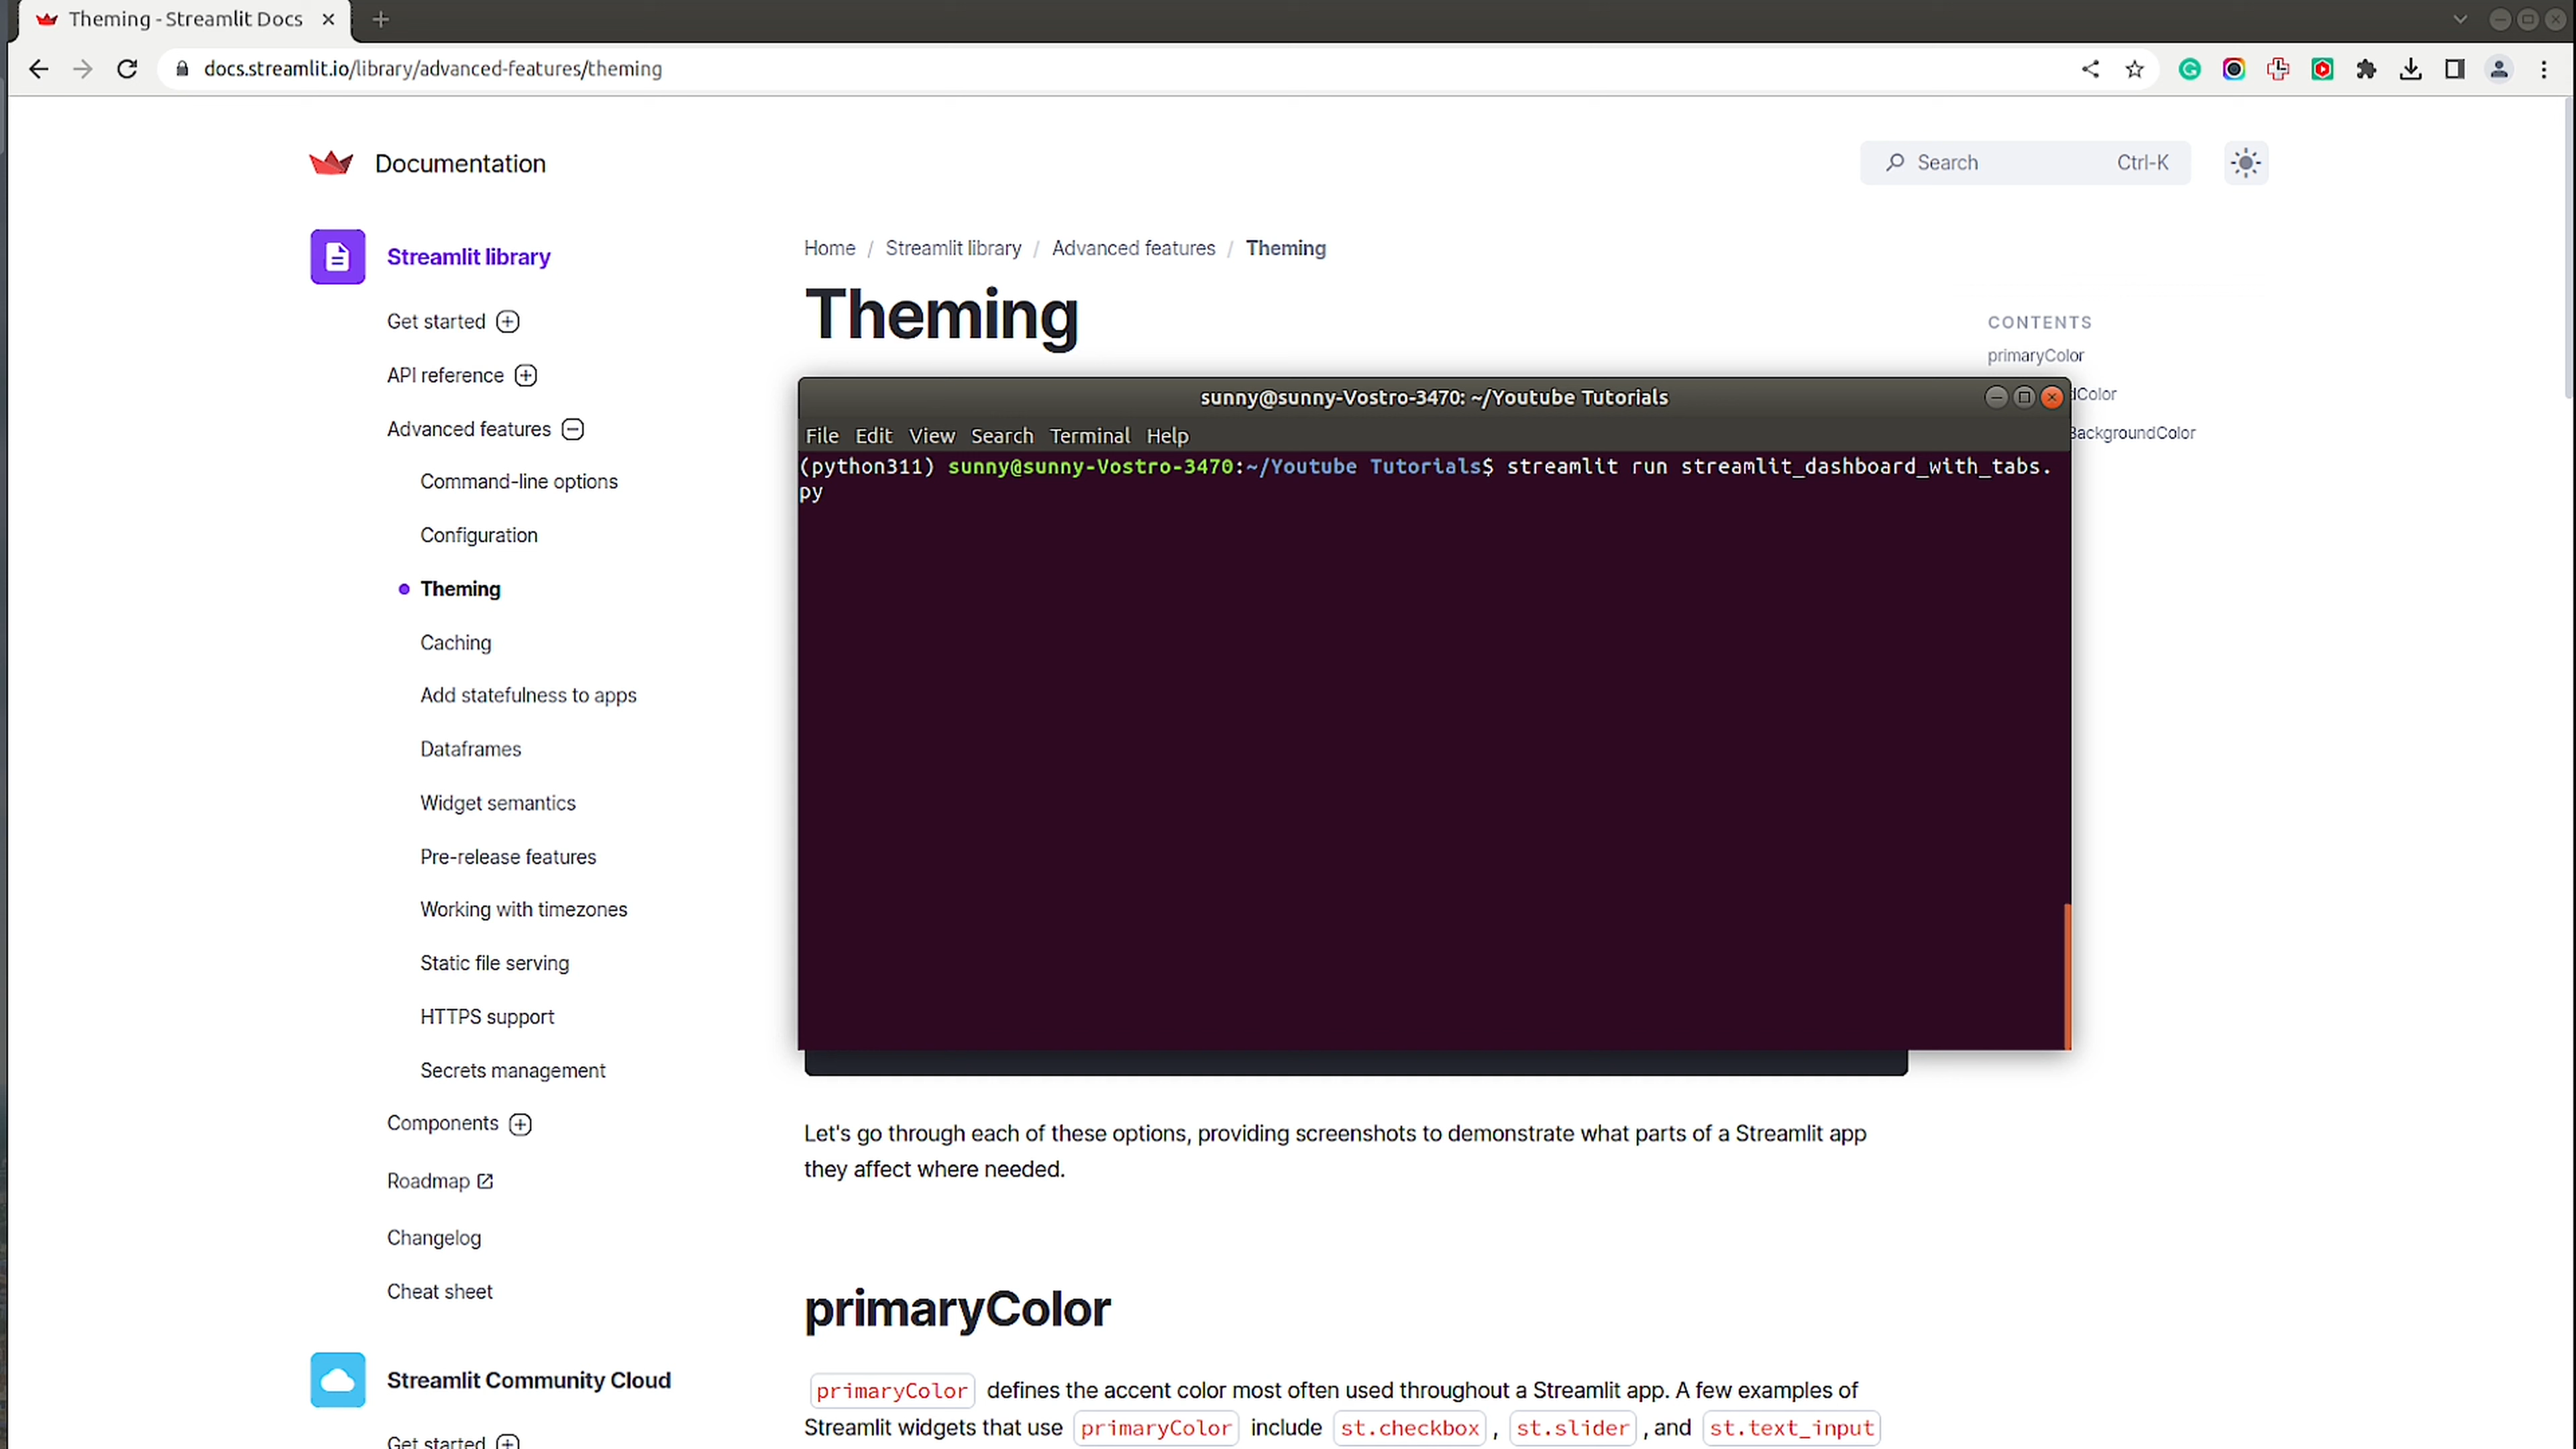 Theming - Streamlit Docs
docs.streamlit.io/library/advanced-features/theming
Documentation
Search Ctrl-K
Streamlit library
Get started
API reference
Advanced features
Command-line options
Configuration
Theming
Caching
Add statefulness to apps
Dataframes
Widget semantics
Pre-release features
Working with timezones
Static file serving
HTTPS support
Secrets management
Components
Roadmap
Changelog
Cheat sheet
Streamlit Community Cloud
Get started
Home / Streamlit library / Advanced features / Theming
Theming
sunny@sunny-Vostro-3470: ~/Youtube Tutorials
File Edit View Search Terminal Help
(python311) sunny@sunny-Vostro-3470:~/Youtube Tutorials$ streamlit run streamlit_dashboard_with_tabs.
py
Let's go through each of these options, providing screenshots to demonstrate what parts of a Streamlit app
they affect where needed.
primaryColor
primaryColor defines the accent color most often used throughout a Streamlit app. A few examples of
Streamlit widgets that use primaryColor include st.checkbox , st.slider , and st.text_input
CONTENTS
primaryColor
dColor
BackgroundColor